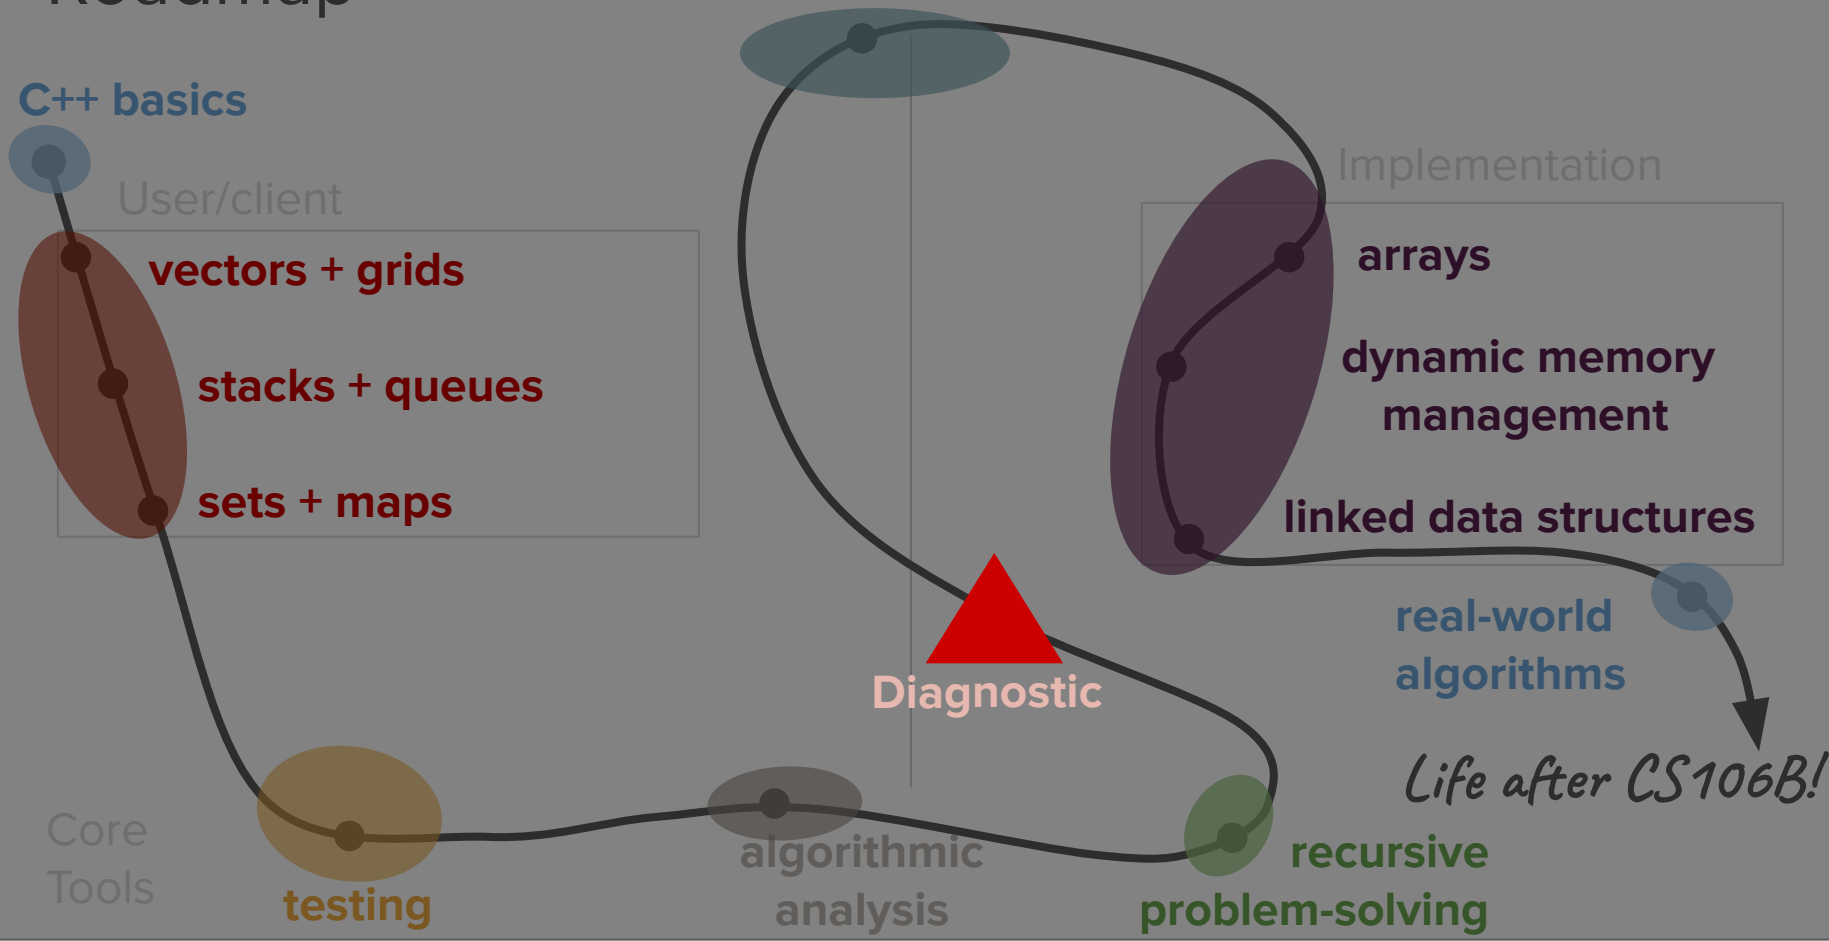 Roadmap
C++ basics
User/client
vectors + grids
stacks + queues
sets + maps
Core
Tools
testing
algorithmic
analysis
recursive
problem-solving
Diagnostic
Implementation
arrays
dynamic memory
management
linked data structures
real-world
algorithms
Life after CS106B!